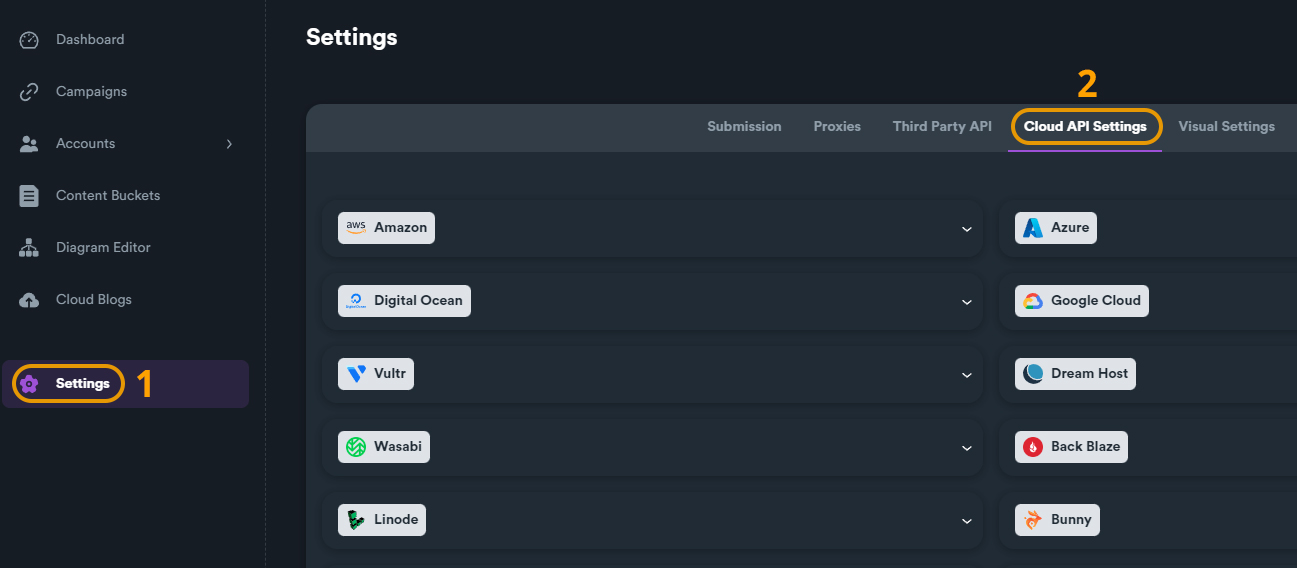 Dashboard
Campaigns
Accounts
Content Buckets
Diagram Editor
Cloud Blogs
Settings 1
Settings
2
Submission Proxies Third Party API Cloud API Settings Visual Settings
aws Amazon
Azure
Digital Ocean
Google Cloud
Vultr
Dream Host
Wasabi
Back Blaze
Linode
Bunny